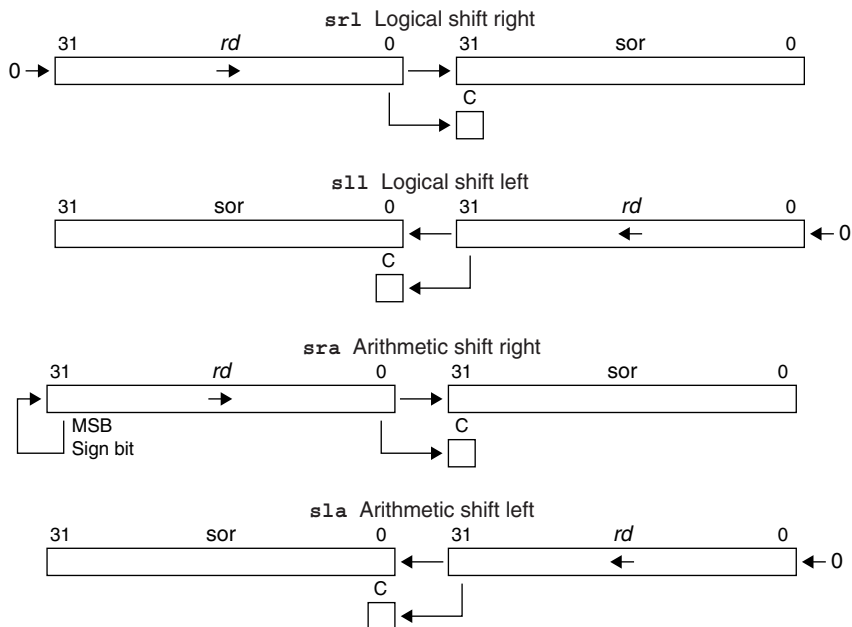 srl Logical shift right
31 rd 0 31 sor 0
0
C
sll Logical shift left
31 sor 0 31 rd 0
0
C
sra Arithmetic shift right
31 rd 0 31 sor 0
MSB
Sign bit
C
sla Arithmetic shift left
31 sor 0 31 rd 0
0
C